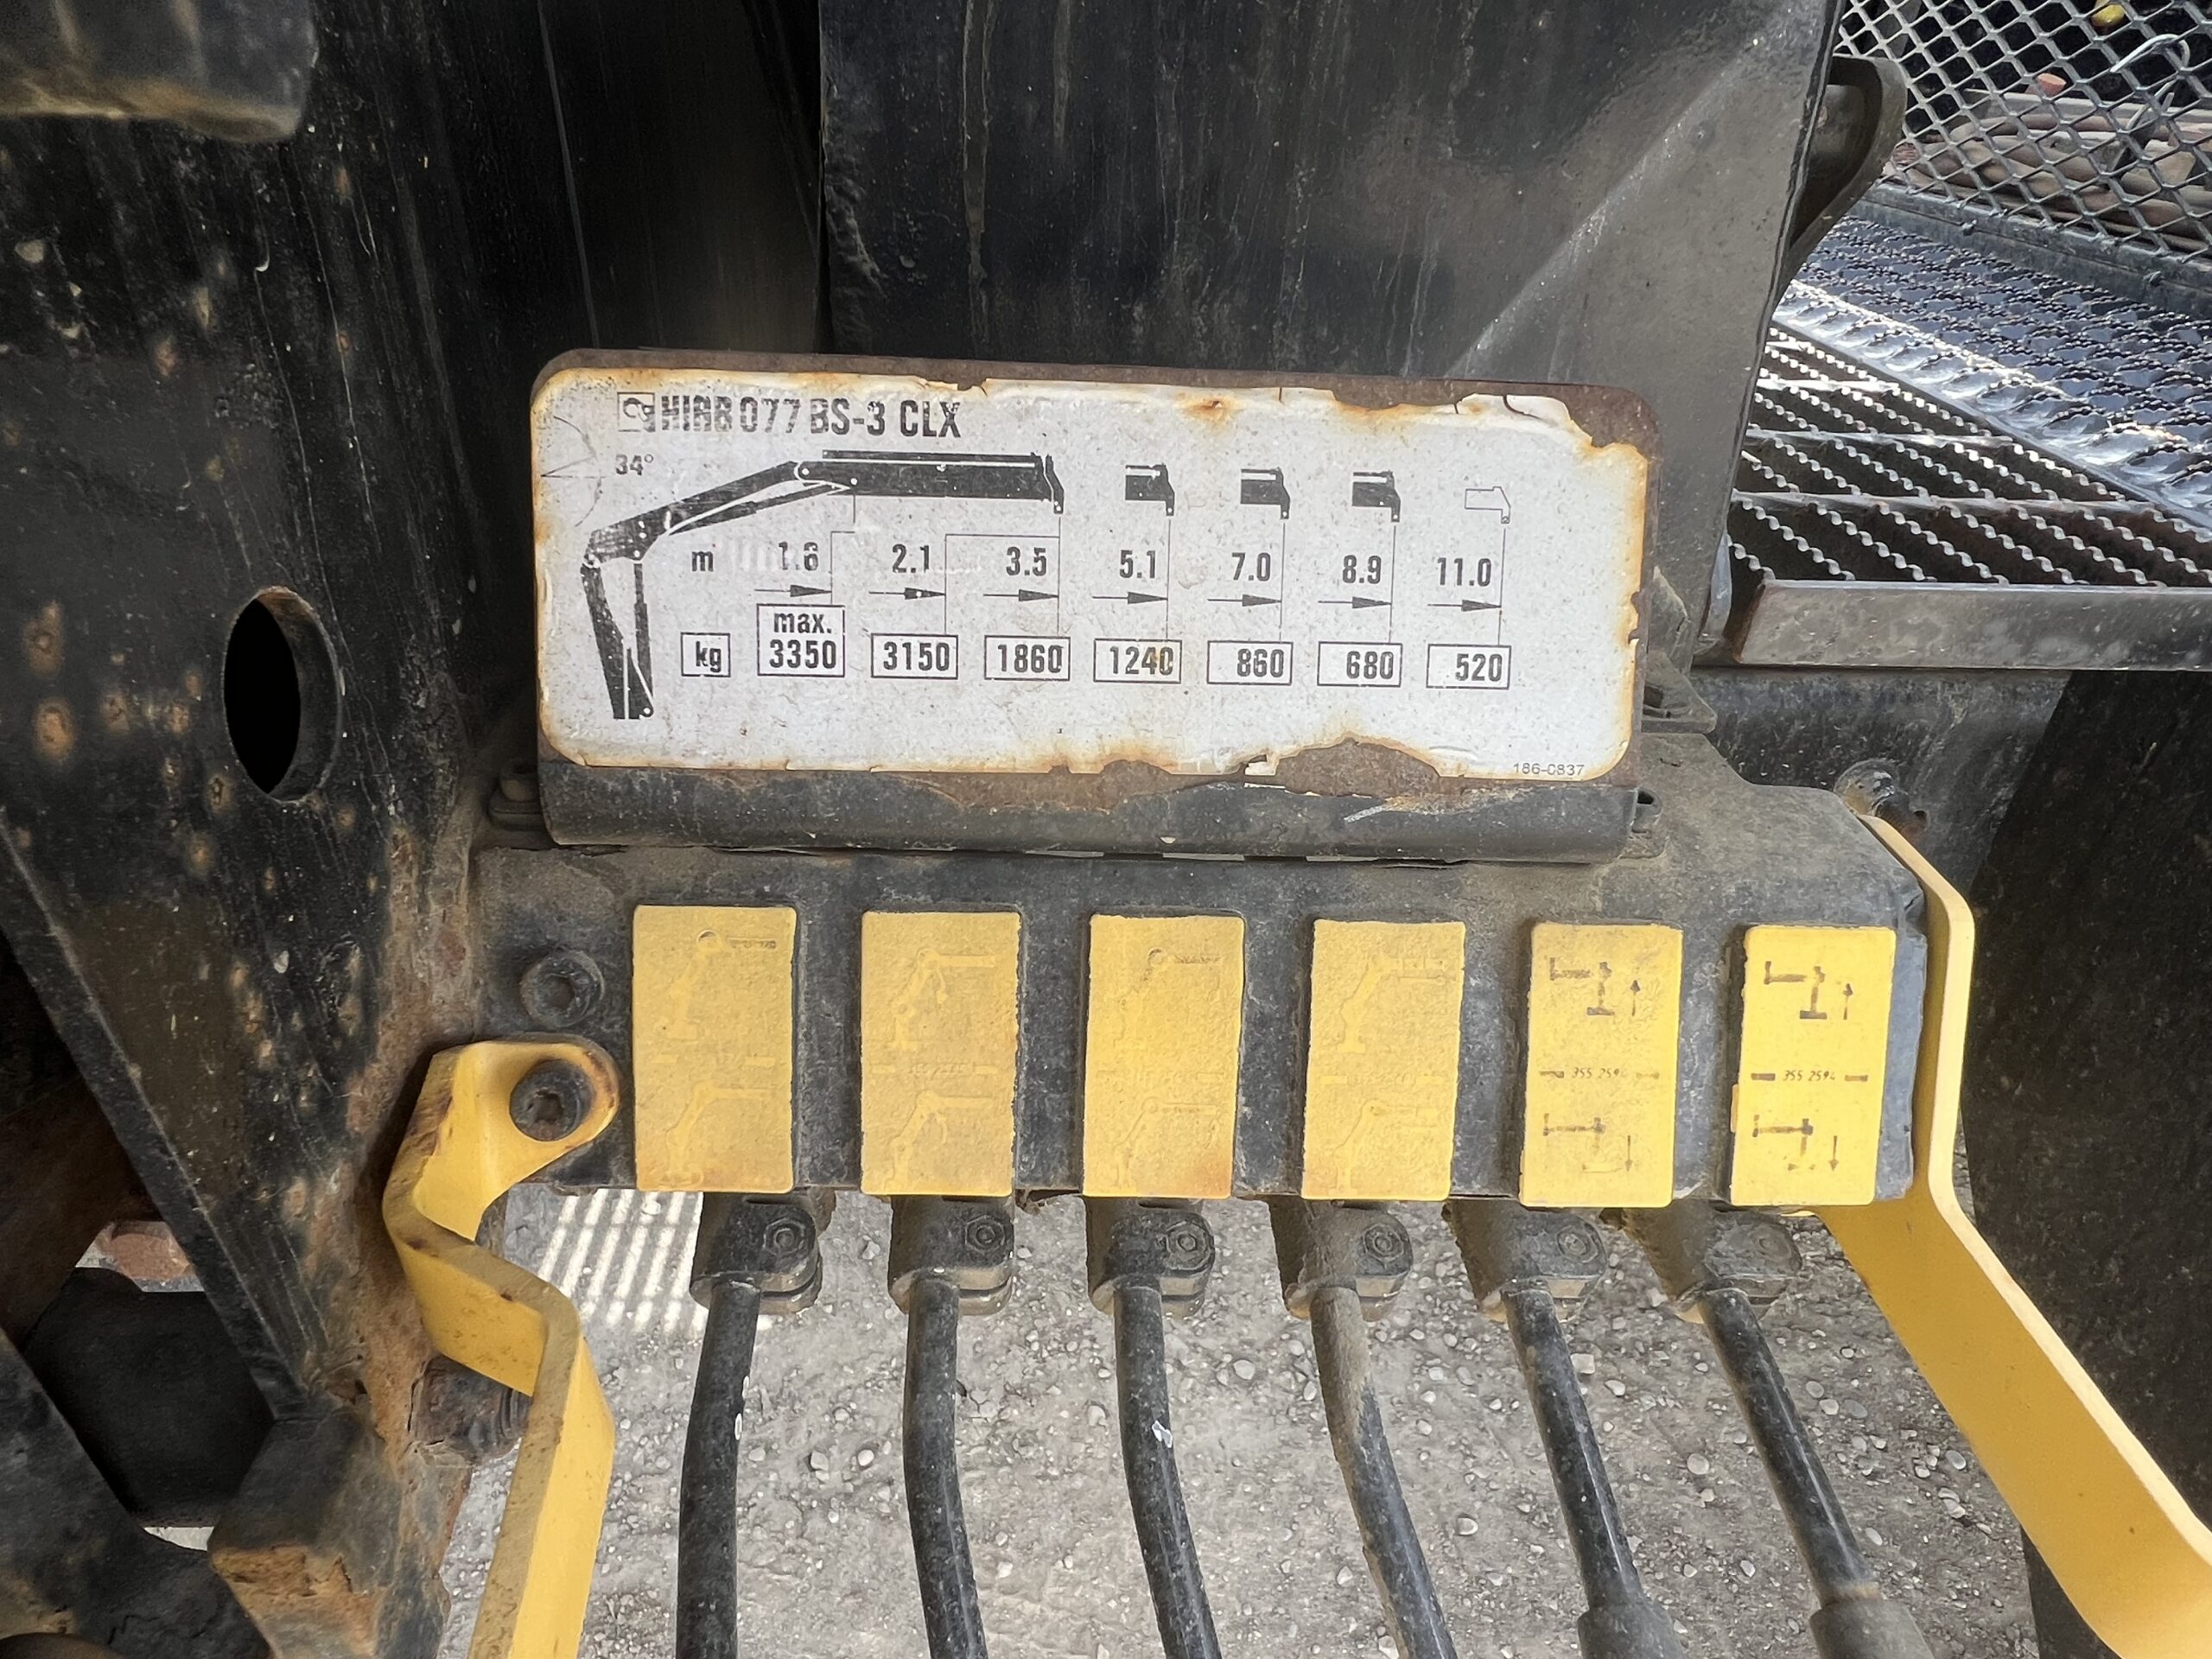 HIAB 077 BS-3 CLX
34°
m 1.6 2.1 3.5 5.1 7.0 8.9 11.0
max.
kg 3350 3150 1860 1240 860 680 520
186-0837
355 2594 355 2594